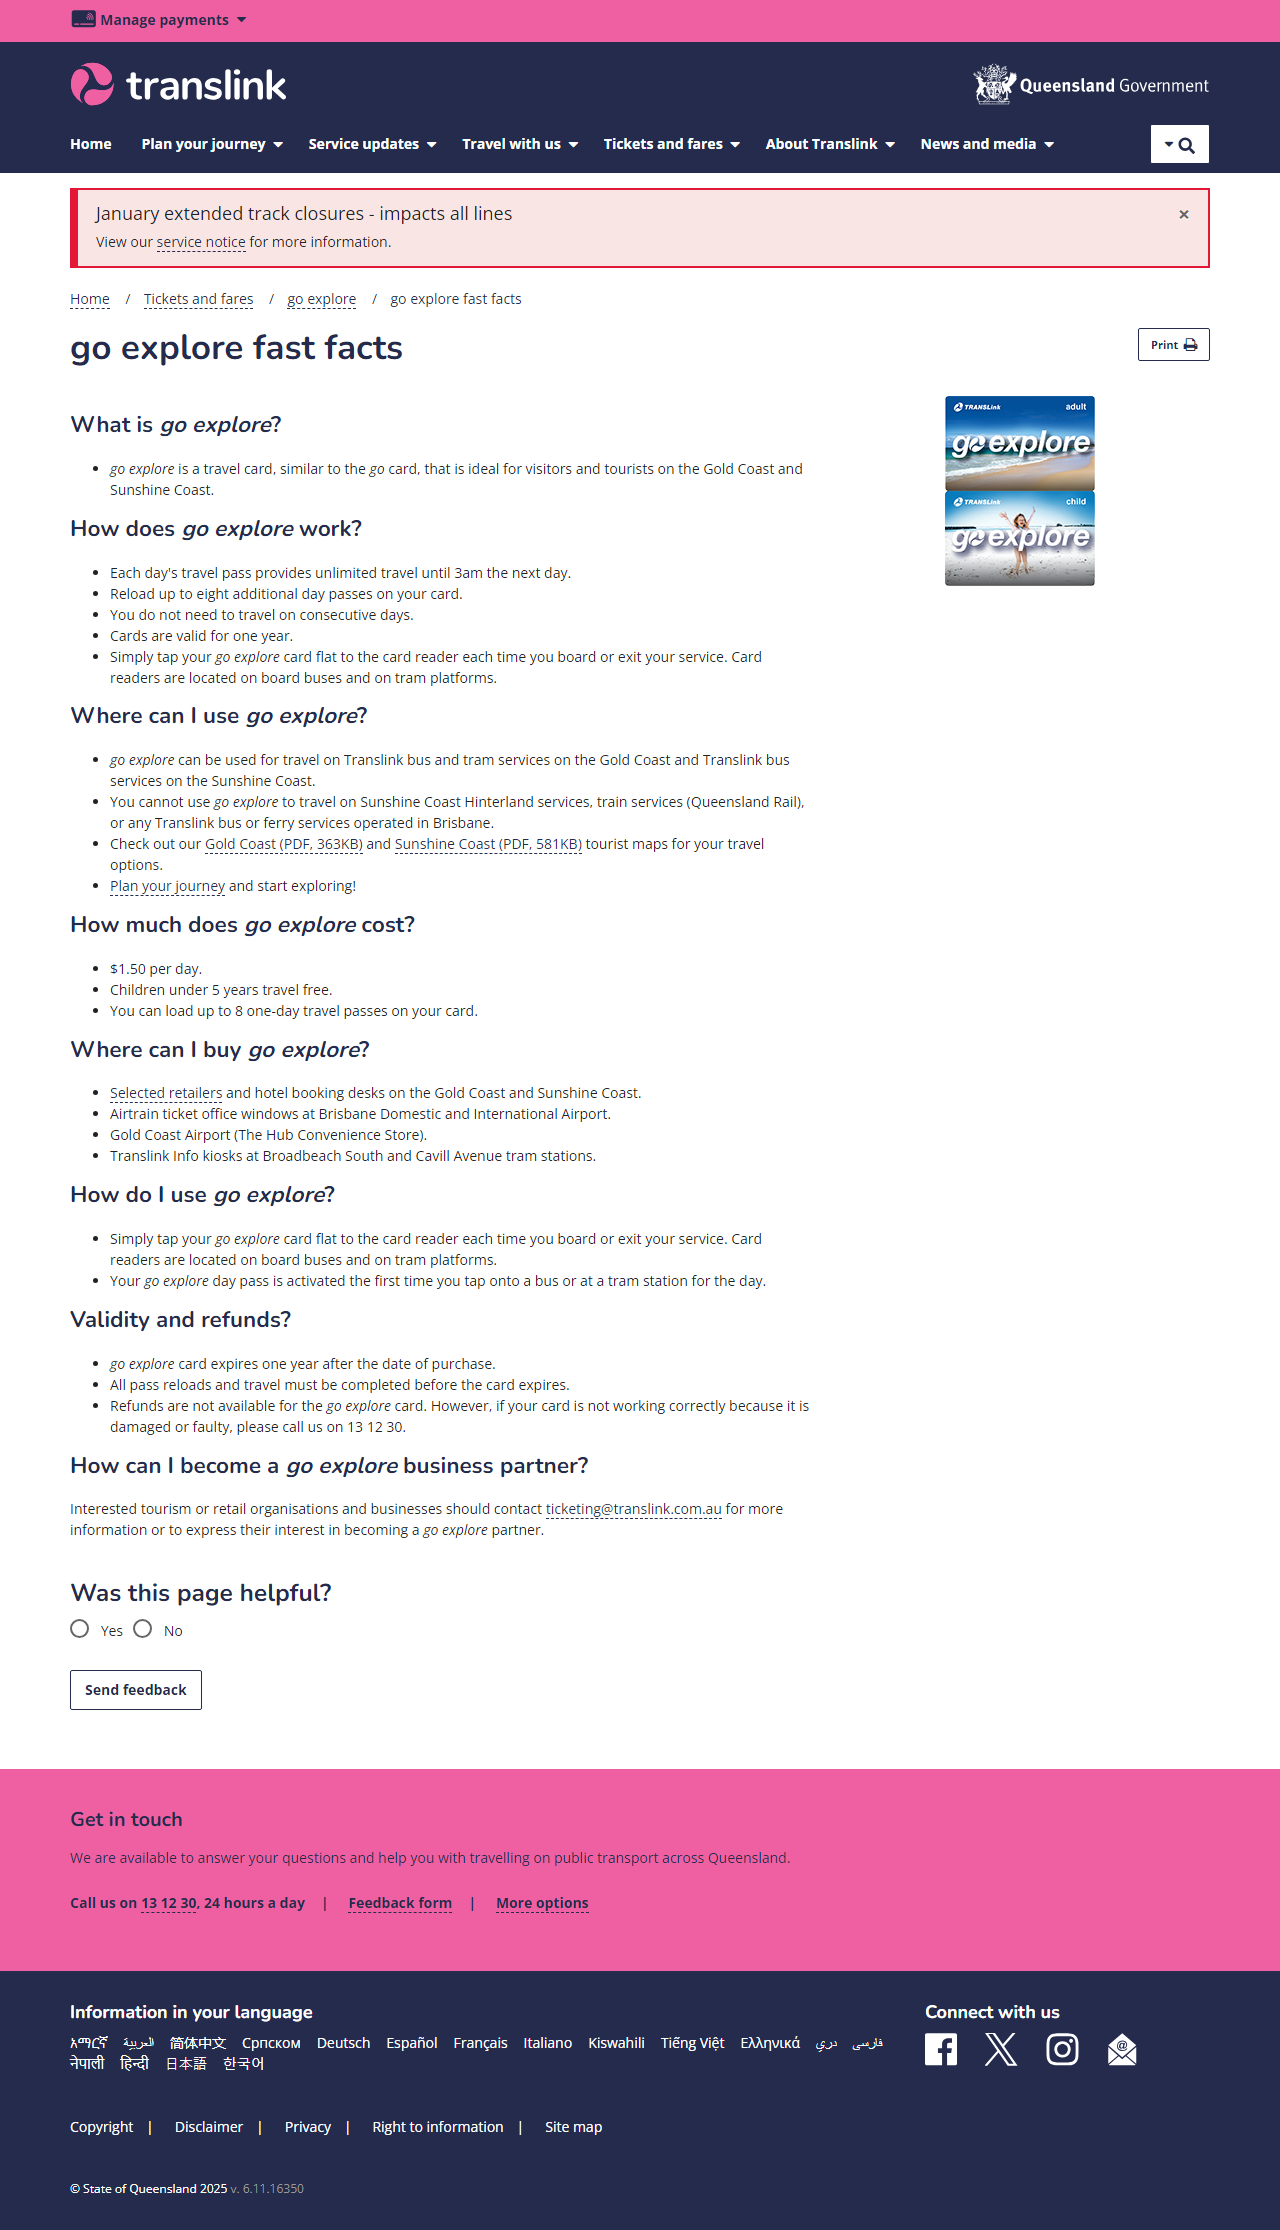 Manage payments
translink
Queensland Government
Home Plan your journey Service updates Travel with us Tickets and fares About Translink News and media
January extended track closures - impacts all lines
×
View our service notice for more information.
Home / Tickets and fares / go explore / go explore fast facts
go explore fast facts
Print
What is go explore?
• go explore is a travel card, similar to the go card, that is ideal for visitors and tourists on the Gold Coast and
Sunshine Coast.
TRANSLink adult
go explore
TRANSLink child
go explore
How does go explore work?
• Each day's travel pass provides unlimited travel until 3am the next day.
• Reload up to eight additional day passes on your card.
• You do not need to travel on consecutive days.
• Cards are valid for one year.
• Simply tap your go explore card flat to the card reader each time you board or exit your service. Card
readers are located on board buses and on tram platforms.
Where can I use go explore?
• go explore can be used for travel on Translink bus and tram services on the Gold Coast and Translink bus
services on the Sunshine Coast.
• You cannot use go explore to travel on Sunshine Coast Hinterland services, train services (Queensland Rail),
or any Translink bus or ferry services operated in Brisbane.
• Check out our Gold Coast (PDF, 363KB) and Sunshine Coast (PDF, 581KB) tourist maps for your travel
options.
• Plan your journey and start exploring!
How much does go explore cost?
• $1.50 per day.
• Children under 5 years travel free.
• You can load up to 8 one-day travel passes on your card.
Where can I buy go explore?
• Selected retailers and hotel booking desks on the Gold Coast and Sunshine Coast.
• Airtrain ticket office windows at Brisbane Domestic and International Airport.
• Gold Coast Airport (The Hub Convenience Store).
• Translink Info kiosks at Broadbeach South and Cavill Avenue tram stations.
How do I use go explore?
• Simply tap your go explore card flat to the card reader each time you board or exit your service. Card
readers are located on board buses and on tram platforms.
• Your go explore day pass is activated the first time you tap onto a bus or at a tram station for the day.
Validity and refunds?
• go explore card expires one year after the date of purchase.
• All pass reloads and travel must be completed before the card expires.
• Refunds are not available for the go explore card. However, if your card is not working correctly because it is
damaged or faulty, please call us on 13 12 30.
How can I become a go explore business partner?
Interested tourism or retail organisations and businesses should contact ticketing@translink.com.au for more
information or to express their interest in becoming a go explore partner.
Was this page helpful?
Yes No
Send feedback
Get in touch
We are available to answer your questions and help you with travelling on public transport across Queensland.
Call us on 13 12 30, 24 hours a day | Feedback form | More options
Information in your language
አማርኛ العربية 简体中文 Српском Deutsch Español Français Italiano Kiswahili Tiếng Việt Ελληνικά دري فارسی
नेपाली हिन्दी 日本語 한국어
Connect with us
Copyright | Disclaimer | Privacy | Right to information | Site map
© State of Queensland 2025 v. 6.11.16350